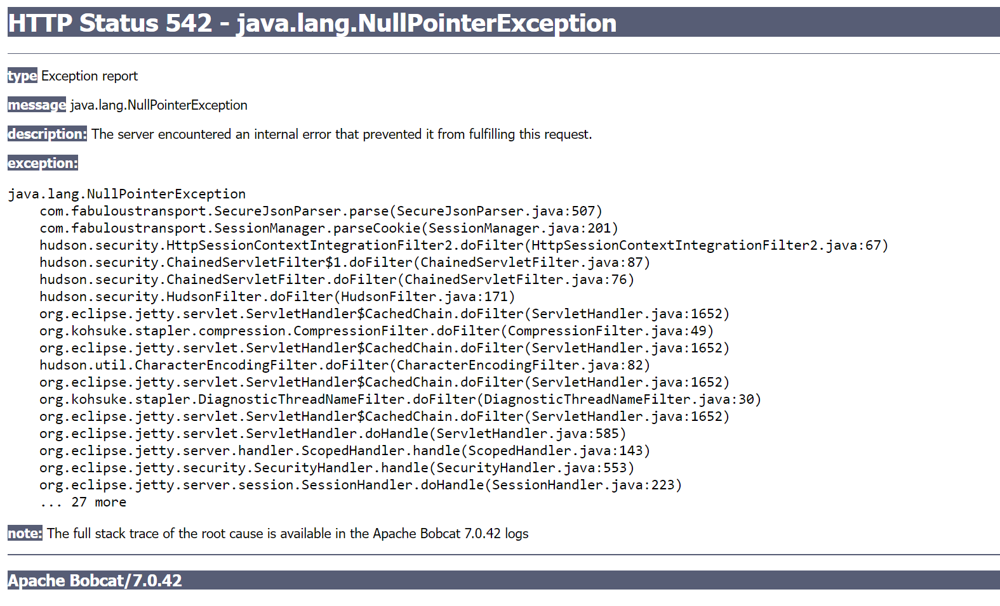 HTTP Status 542 - java.lang.NullPointerException
type Exception report
message java.lang.NullPointerException
description: The server encountered an internal error that prevented it from fulfilling this request.
exception:
java.lang.NullPointerException
com.fabuloustransport.SecureJsonParser.parse(SecureJsonParser.java:507)
com.fabuloustransport.SessionManager.parseCookie(SessionManager.java:201)
hudson.security.HttpSessionContextIntegrationFilter2.doFilter(HttpSessionContextIntegrationFilter2.java:67)
hudson.security.ChainedServletFilter$1.doFilter(ChainedServletFilter.java:87)
hudson.security.ChainedServletFilter.doFilter(ChainedServletFilter.java:76)
hudson.security.HudsonFilter.doFilter(HudsonFilter.java:171)
org.eclipse.jetty.servlet.ServletHandler$CachedChain.doFilter(ServletHandler.java:1652)
org.kohsuke.stapler.compression.CompressionFilter.doFilter(CompressionFilter.java:49)
org.eclipse.jetty.servlet.ServletHandler$CachedChain.doFilter(ServletHandler.java:1652)
hudson.util.CharacterEncodingFilter.doFilter(CharacterEncodingFilter.java:82)
org.eclipse.jetty.servlet.ServletHandler$CachedChain.doFilter(ServletHandler.java:1652)
org.kohsuke.stapler.DiagnosticThreadNameFilter.doFilter(DiagnosticThreadNameFilter.java:30)
org.eclipse.jetty.servlet.ServletHandler$CachedChain.doFilter(ServletHandler.java:1652)
org.eclipse.jetty.servlet.ServletHandler.doHandle(ServletHandler.java:585)
org.eclipse.jetty.server.handler.ScopedHandler.handle(ScopedHandler.java:143)
org.eclipse.jetty.security.SecurityHandler.handle(SecurityHandler.java:553)
org.eclipse.jetty.server.session.SessionHandler.doHandle(SessionHandler.java:223)
... 27 more
note: The full stack trace of the root cause is available in the Apache Bobcat 7.0.42 logs
Apache Bobcat/7.0.42